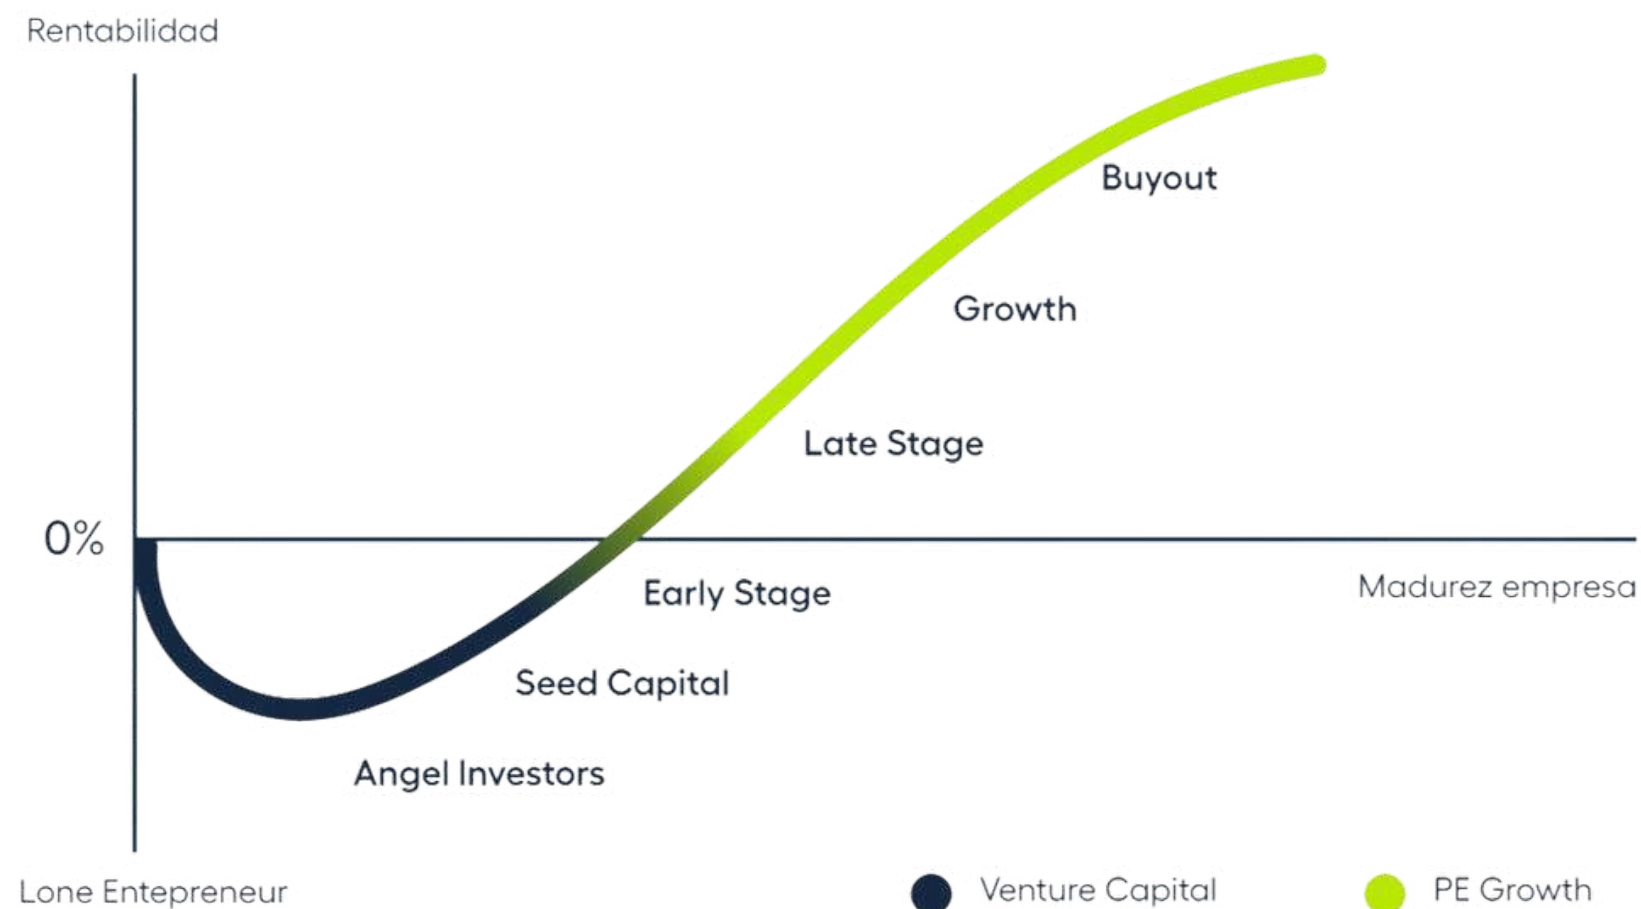 Rentabilidad
Buyout
Growth
Late Stage
0%
Early Stage
Madurez empresa
Seed Capital
Angel Investors
Lone Entepreneur
Venture Capital
PE Growth